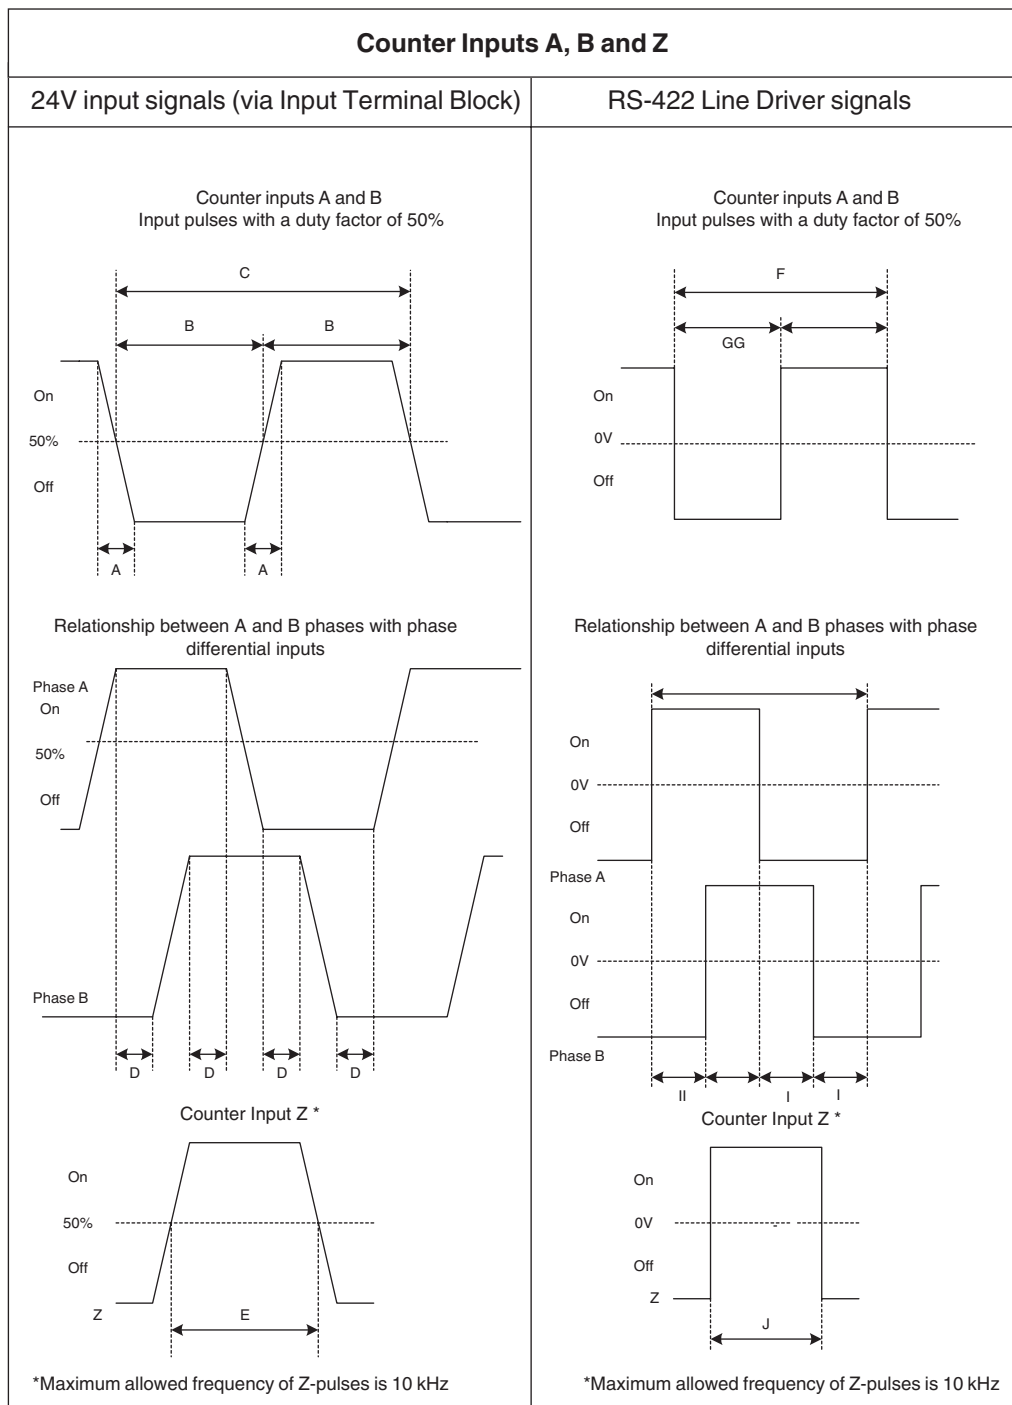 Counter Inputs A, B and Z
24V input signals (via Input Terminal Block)
Counter inputs A and B
Input pulses with a duty factor of 50%
C
B B
On
50%
Off
A A
Relationship between A and B phases with phase
differential inputs
Phase A
On
50%
Off
Phase B
D D D D
Counter Input Z *
On
50%
Off
Z
E
*Maximum allowed frequency of Z-pulses is 10 kHz
RS-422 Line Driver signals
Counter inputs A and B
Input pulses with a duty factor of 50%
F
GG
On
0V
Off
Relationship between A and B phases with phase
differential inputs
On
0V
Off
Phase A
On
0V
Off
Phase B
II I I
Counter Input Z *
On
0V
Off
Z
J
*Maximum allowed frequency of Z-pulses is 10 kHz